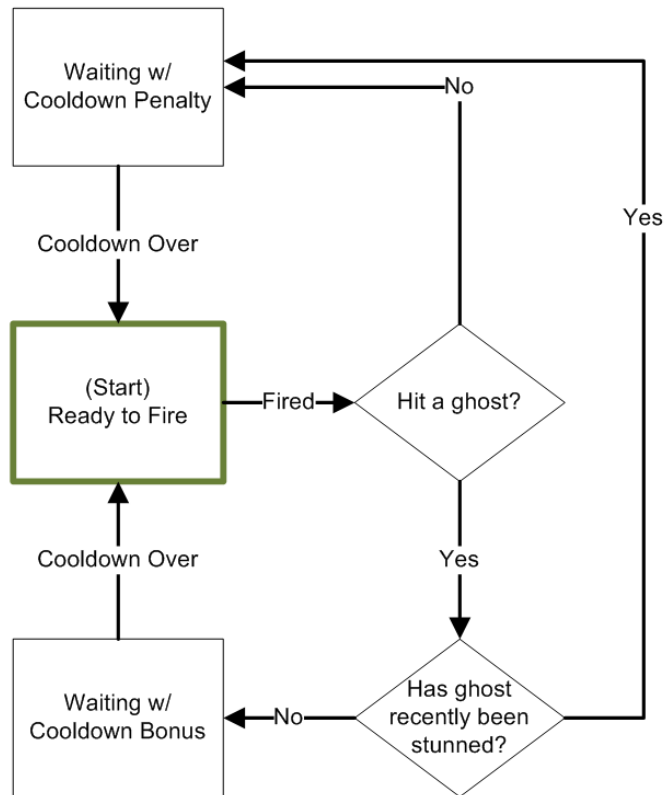 Waiting w/
Cooldown Penalty
No
Yes
Cooldown Over
(Start)
Ready to Fire
Fired
Hit a ghost?
Cooldown Over
Yes
Waiting w/
Cooldown Bonus
No
Has ghost
recently been
stunned?